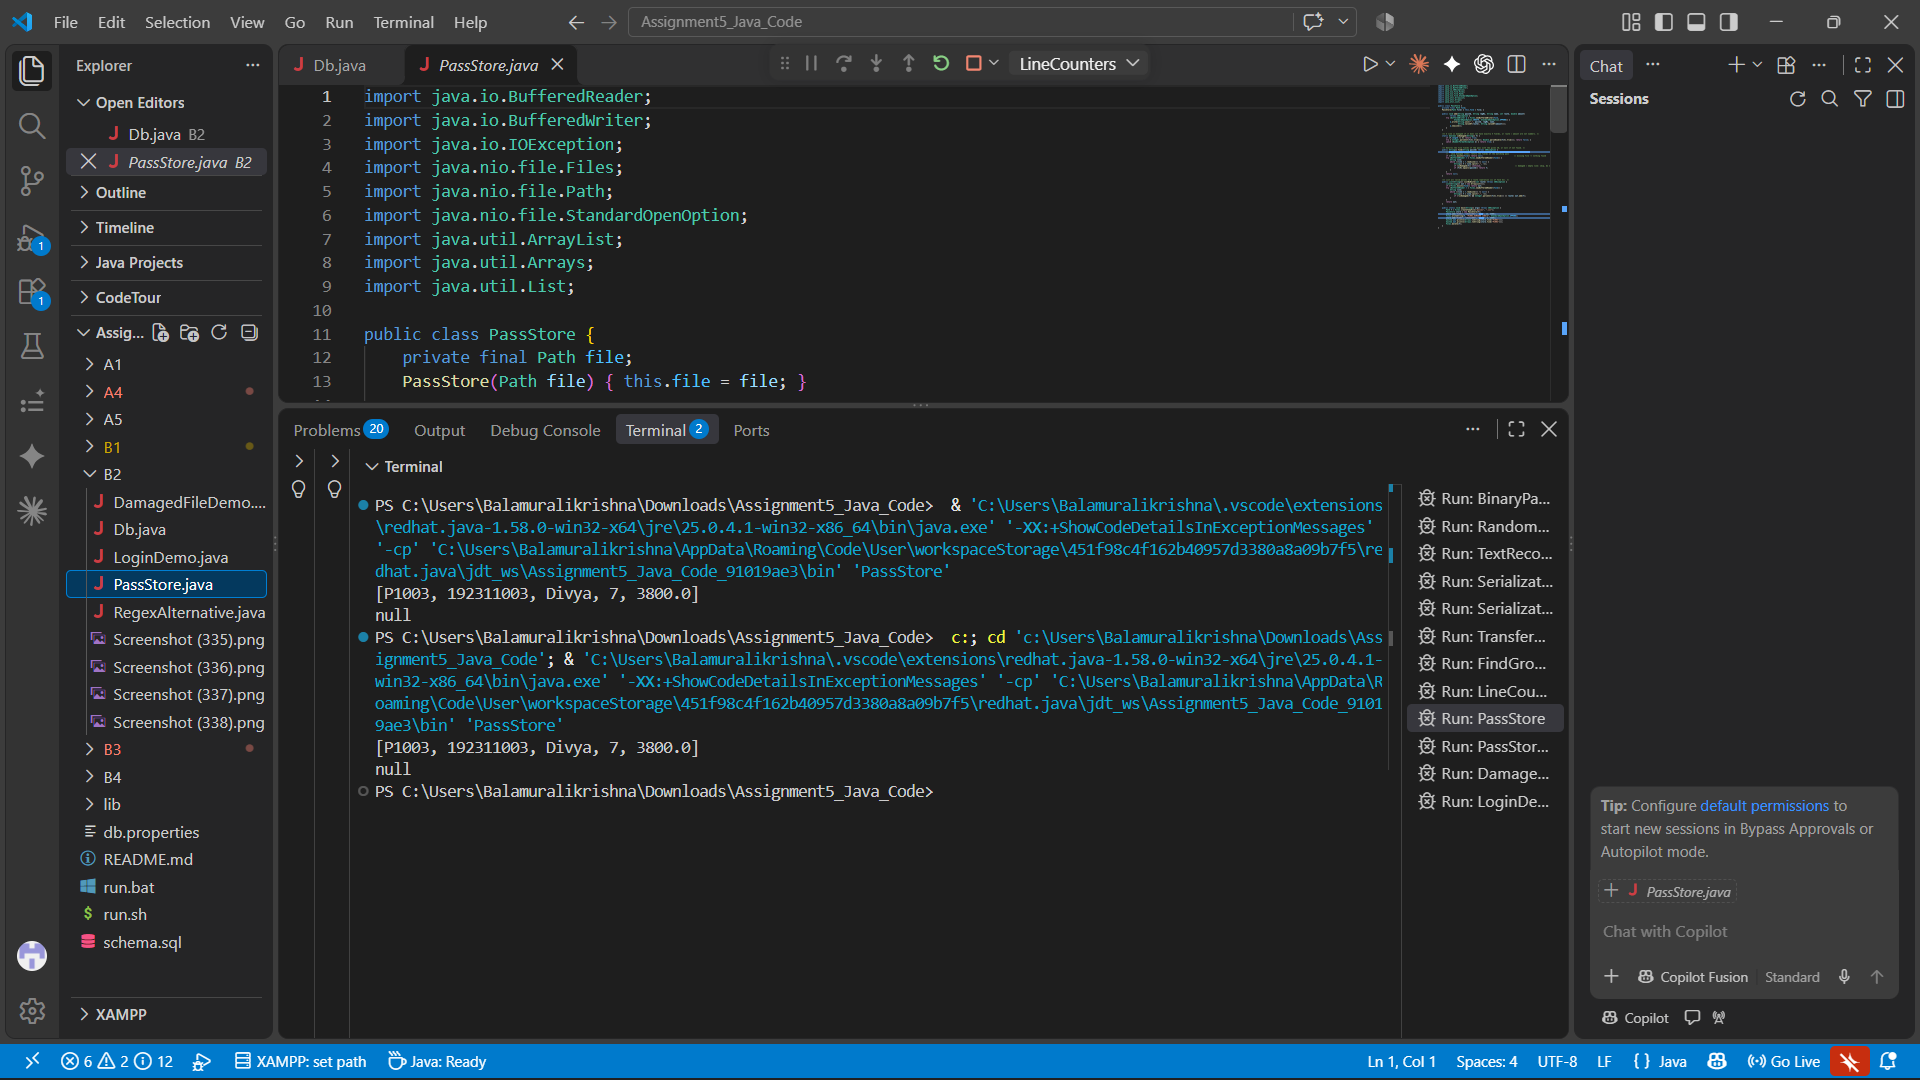 File Edit Selection View Go Run Terminal Help
Assignment5_Java_Code
Explorer
Open Editors
Db.java B2
PassStore.java B2
Outline
Timeline
Java Projects
CodeTour
Assig...
A1
A4
A5
B1
B2
DamagedFileDemo....
Db.java
LoginDemo.java
PassStore.java
RegexAlternative.java
Screenshot (335).png
Screenshot (336).png
Screenshot (337).png
Screenshot (338).png
B3
B4
lib
db.properties
README.md
run.bat
run.sh
schema.sql
XAMPP
1
1
Db.java
PassStore.java
LineCounters
1 import java.io.BufferedReader;
2 import java.io.BufferedWriter;
3 import java.io.IOException;
4 import java.nio.file.Files;
5 import java.nio.file.Path;
6 import java.nio.file.StandardOpenOption;
7 import java.util.ArrayList;
8 import java.util.Arrays;
9 import java.util.List;
10
11 public class PassStore {
12 private final Path file;
13 PassStore(Path file) { this.file = file; }
Problems 20 Output Debug Console Terminal 2 Ports
Terminal
PS C:\Users\Balamuralikrishna\Downloads\Assignment5_Java_Code> & 'C:\Users\Balamuralikrishna\.vscode\extensions
\redhat.java-1.58.0-win32-x64\jre\25.0.4.1-win32-x86_64\bin\java.exe' '-XX:+ShowCodeDetailsInExceptionMessages'
'-cp' 'C:\Users\Balamuralikrishna\AppData\Roaming\Code\User\workspaceStorage\451f98c4f162b40957d3380a8a09b7f5\re
dhat.java\jdt_ws\Assignment5_Java_Code_91019ae3\bin' 'PassStore'
[P1003, 192311003, Divya, 7, 3800.0]
null
PS C:\Users\Balamuralikrishna\Downloads\Assignment5_Java_Code> c:; cd 'c:\Users\Balamuralikrishna\Downloads\Ass
ignment5_Java_Code'; & 'C:\Users\Balamuralikrishna\.vscode\extensions\redhat.java-1.58.0-win32-x64\jre\25.0.4.1-
win32-x86_64\bin\java.exe' '-XX:+ShowCodeDetailsInExceptionMessages' '-cp' 'C:\Users\Balamuralikrishna\AppData\R
oaming\Code\User\workspaceStorage\451f98c4f162b40957d3380a8a09b7f5\redhat.java\jdt_ws\Assignment5_Java_Code_9101
9ae3\bin' 'PassStore'
[P1003, 192311003, Divya, 7, 3800.0]
null
PS C:\Users\Balamuralikrishna\Downloads\Assignment5_Java_Code>
Run: BinaryPa...
Run: Random...
Run: TextReco...
Run: Serializat...
Run: Serializat...
Run: Transfer...
Run: FindGro...
Run: LineCou...
Run: PassStore
Run: PassStor...
Run: Damage...
Run: LoginDe...
Chat
Sessions
Tip: Configure default permissions to
start new sessions in Bypass Approvals or
Autopilot mode.
PassStore.java
Chat with Copilot
Copilot Fusion Standard
Copilot
6 2 12 XAMPP: set path Java: Ready
Ln 1, Col 1 Spaces: 4 UTF-8 LF {} Java Go Live